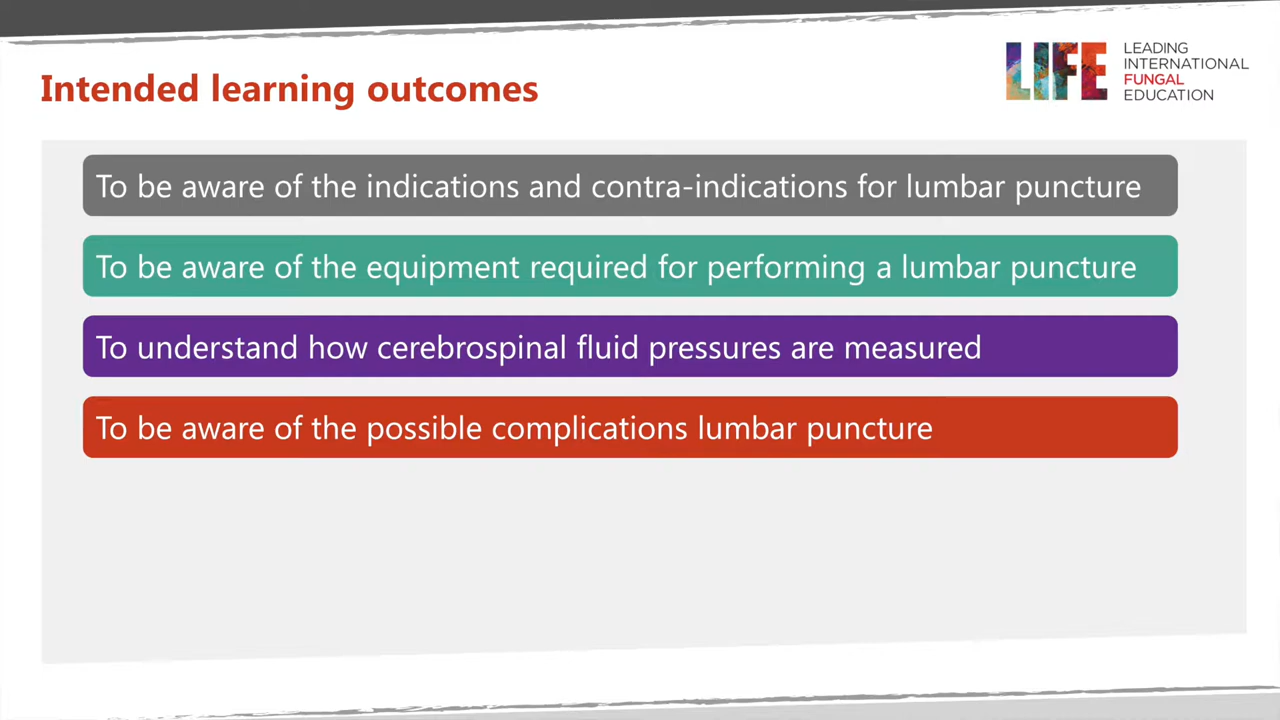 Intended learning outcomes
LIFE
LEADING
INTERNATIONAL
FUNGAL
EDUCATION
To be aware of the indications and contra-indications for lumbar puncture
To be aware of the equipment required for performing a lumbar puncture
To understand how cerebrospinal fluid pressures are measured
To be aware of the possible complications lumbar puncture